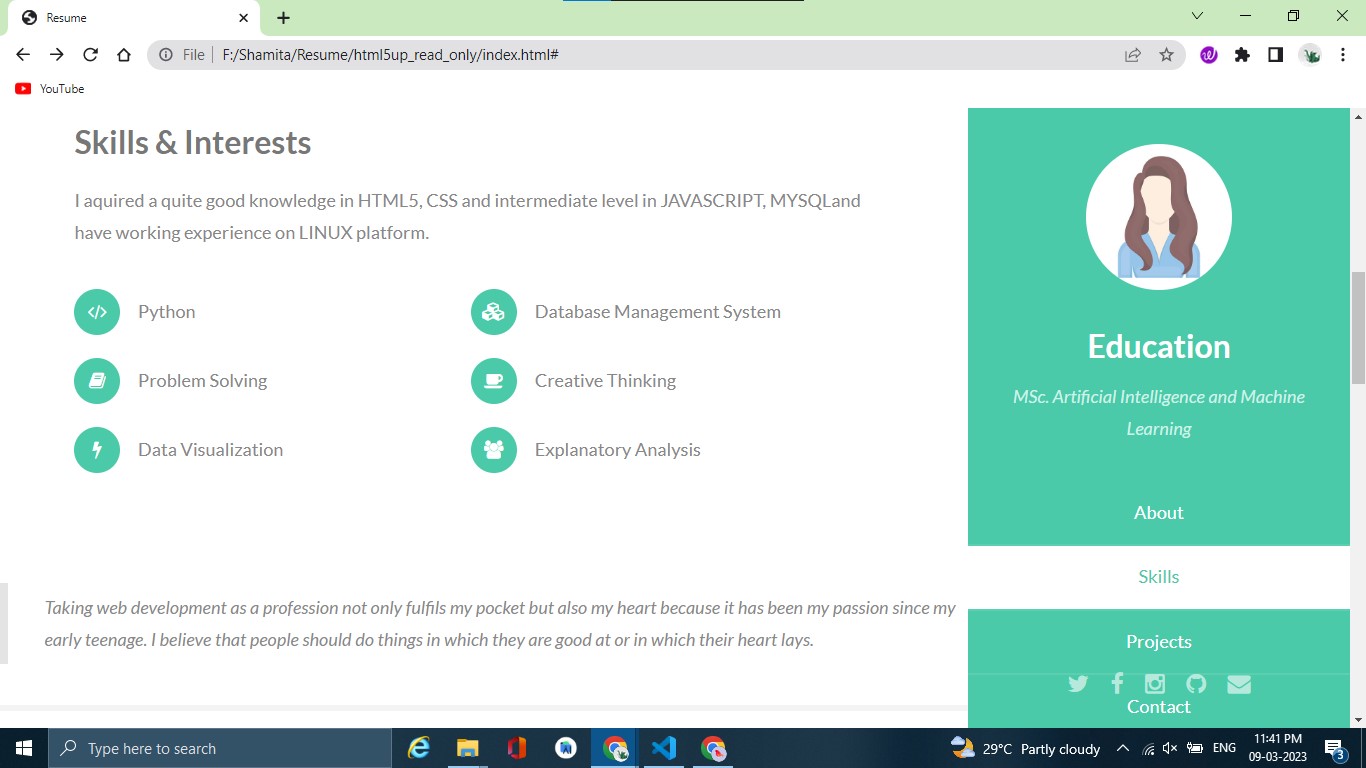 Resume
File
F:/Shamita/Resume/html5up_read_only/index.html#
YouTube
Skills & Interests
I aquired a quite good knowledge in HTML5, CSS and intermediate level in JAVASCRIPT, MYSQLand
have working experience on LINUX platform.
Python
Database Management System
Problem Solving
Creative Thinking
Data Visualization
Explanatory Analysis
Taking web development as a profession not only fulfils my pocket but also my heart because it has been my passion since my
early teenage. I believe that people should do things in which they are good at or in which their heart lays.
Education
MSc. Artificial Intelligence and Machine
Learning
About
Skills
Projects
Contact
Type here to search
29°C Partly cloudy
ENG
11:41 PM
09-03-2023
3